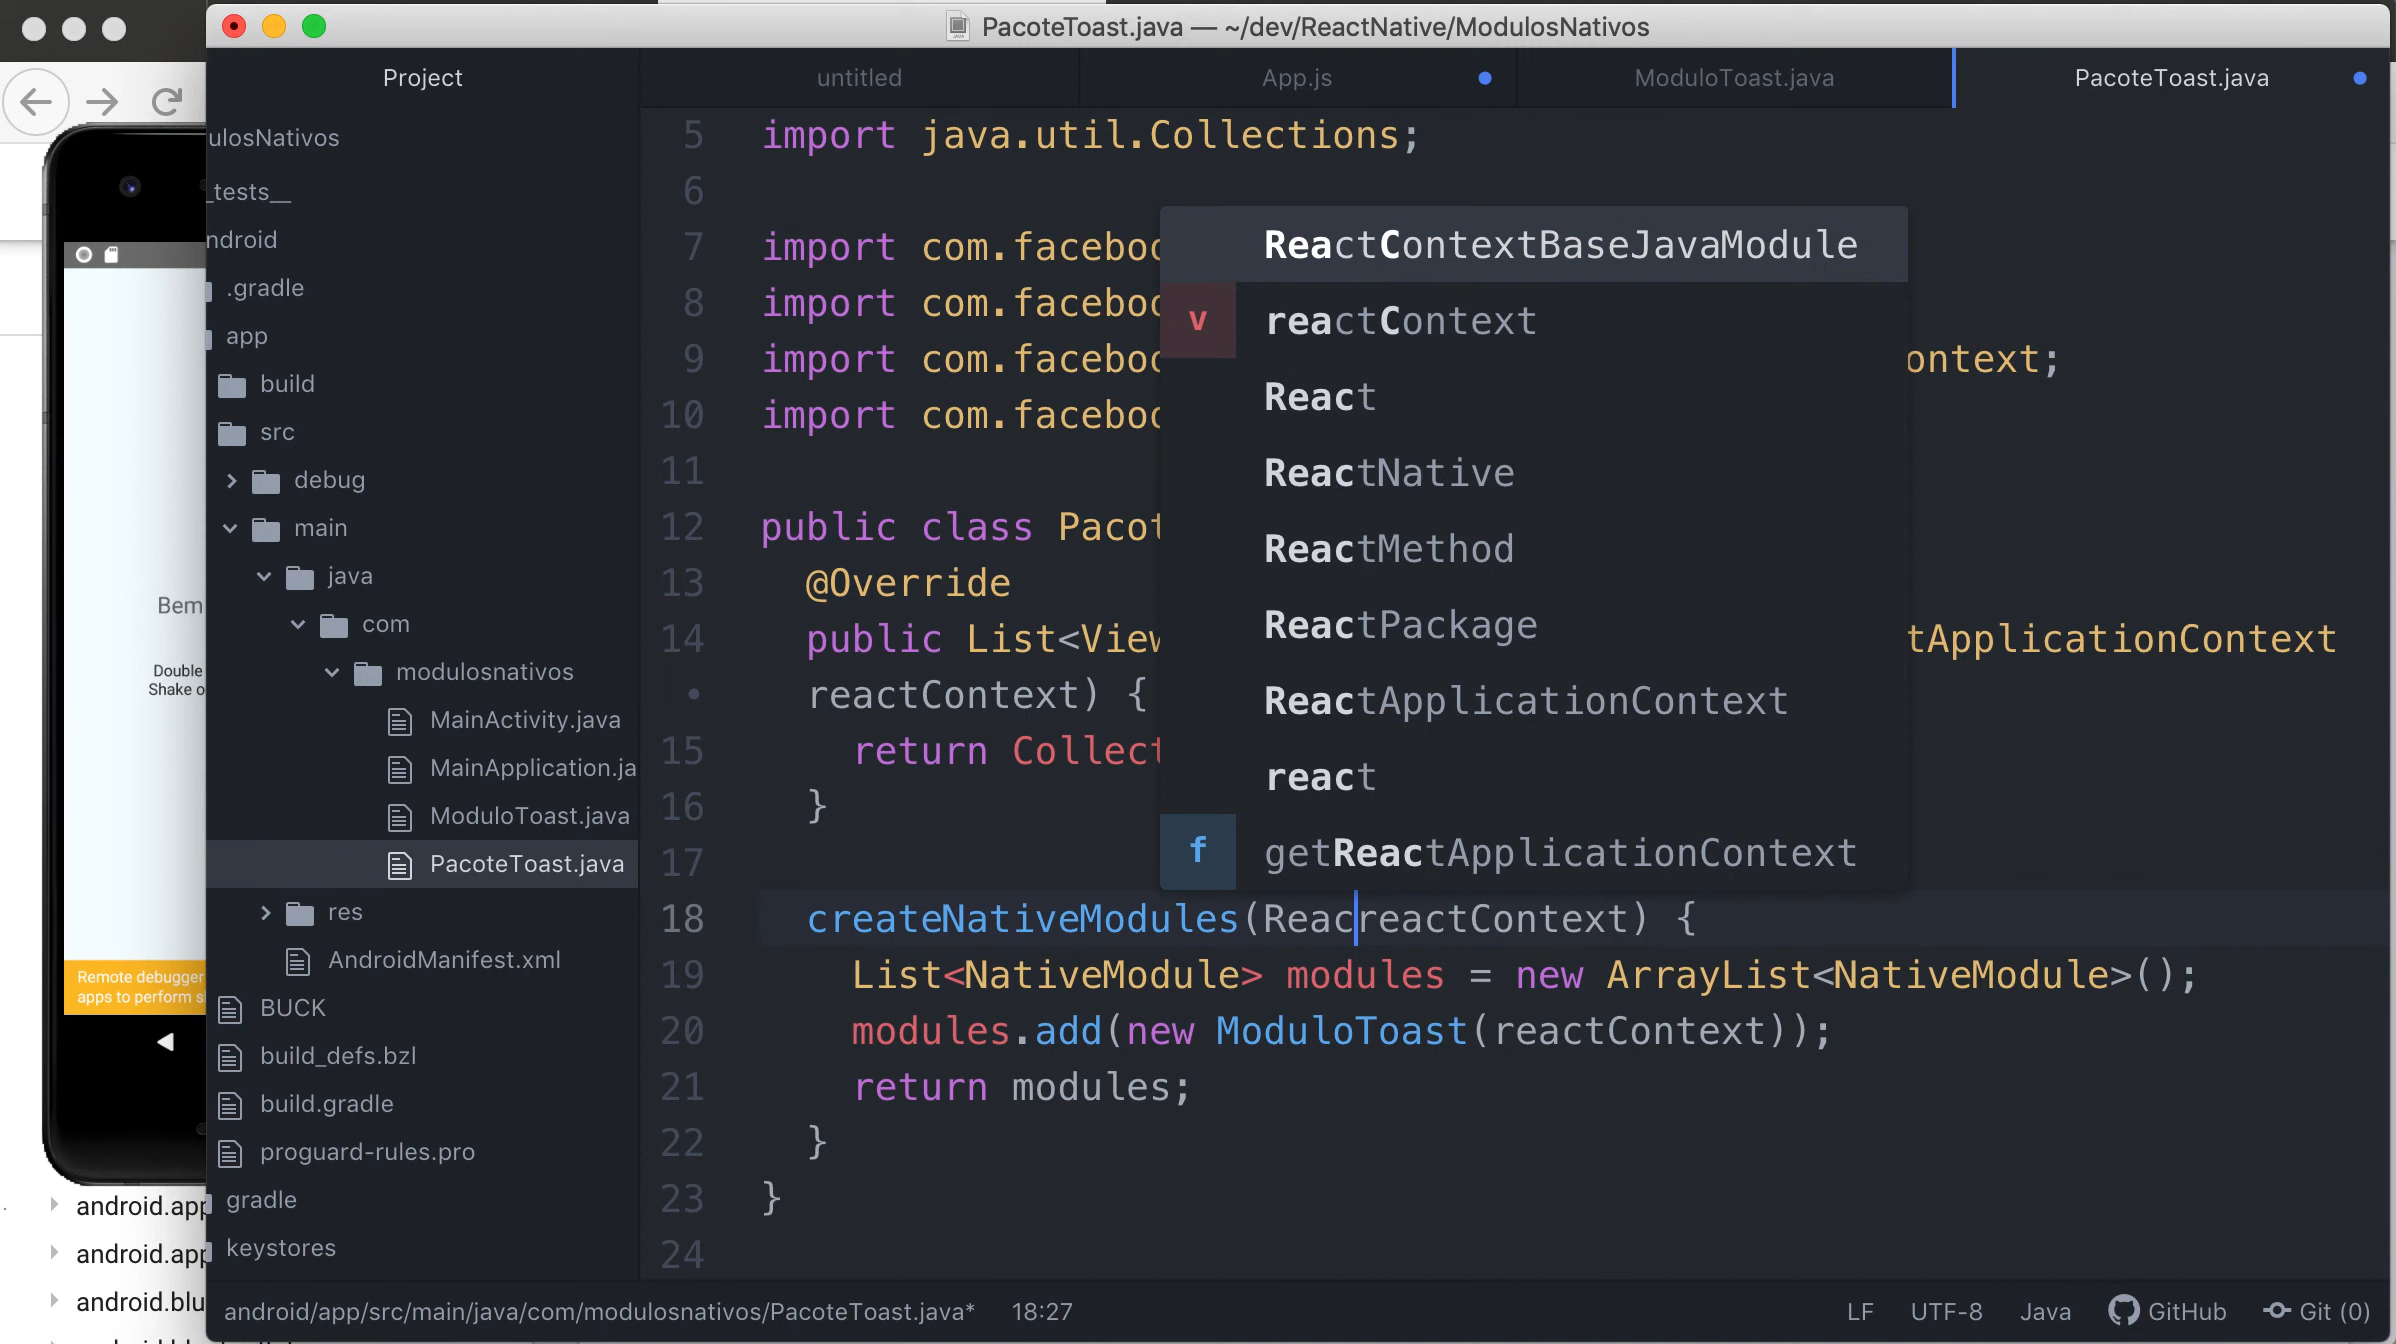 PacoteToast.java — ~/dev/ReactNative/ModulosNativos
Project
untitled
App.js
ModuloToast.java
PacoteToast.java
ulosNativos
_tests__
ndroid
.gradle
app
build
src
debug
main
java
com
modulosnativos
MainActivity.java
MainApplication.ja
ModuloToast.java
PacoteToast.java
res
AndroidManifest.xml
BUCK
build_defs.bzl
build.gradle
proguard-rules.pro
gradle
keystores
Bem
Double
Shake o
Remote debugger
apps to perform s
android.app
android.app
android.blu
5 import java.util.Collections;
6
7 import com.faceboo
8 import com.faceboo
9 import com.faceboo ontext;
10 import com.faceboo
11
12 public class Pacot
13 @Override
14 public List<View tApplicationContext
• reactContext) {
15 return Collect
16 }
17
18 createNativeModules(ReacreactContext) {
19 List<NativeModule> modules = new ArrayList<NativeModule>();
20 modules.add(new ModuloToast(reactContext));
21 return modules;
22 }
23 }
24
ReactContextBaseJavaModule
v reactContext
React
ReactNative
ReactMethod
ReactPackage
ReactApplicationContext
react
f getReactApplicationContext
android/app/src/main/java/com/modulosnativos/PacoteToast.java* 18:27
LF UTF-8 Java GitHub Git (0)